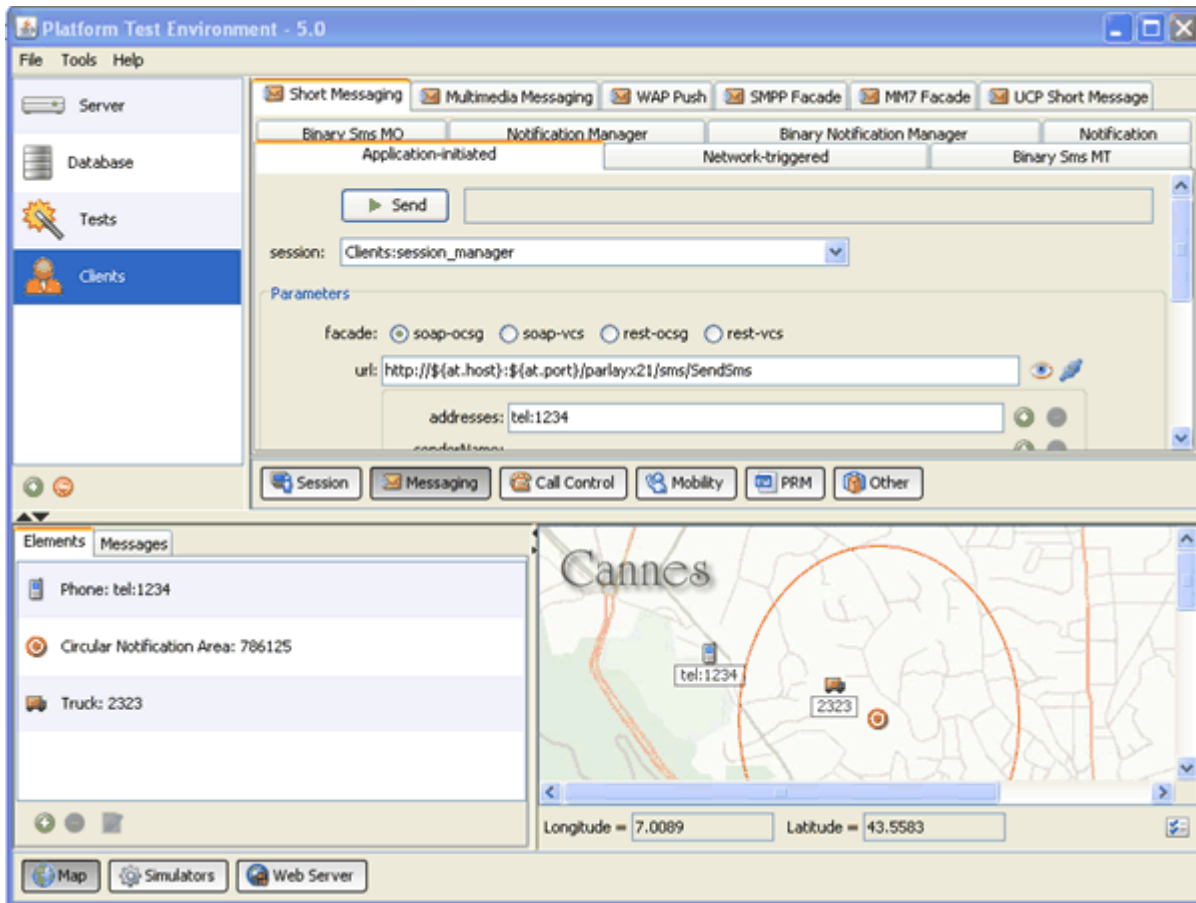 Platform Test Environment - 5.0
File Tools Help
Server
Database
Tests
Clients
Short Messaging Multimedia Messaging WAP Push SMPP Facade MM7 Facade UCP Short Message
Binary Sms MO Notification Manager Binary Notification Manager Notification
Application-initiated Network-triggered Binary Sms MT
Send
session: Clients:session_manager
Parameters
facade: soap-ocsg soap-vcs rest-ocsg rest-vcs
url: http://${at.host}:${at.port}/parlayx21/sms/SendSms
addresses: tel:1234
senderName:
Session Messaging Call Control Mobility PRM Other
Elements Messages
Phone: tel:1234
Circular Notification Area: 786125
Truck: 2323
Cannes
tel:1234
2323
Longitude = 7.0089 Latitude = 43.5583
Map Simulators Web Server